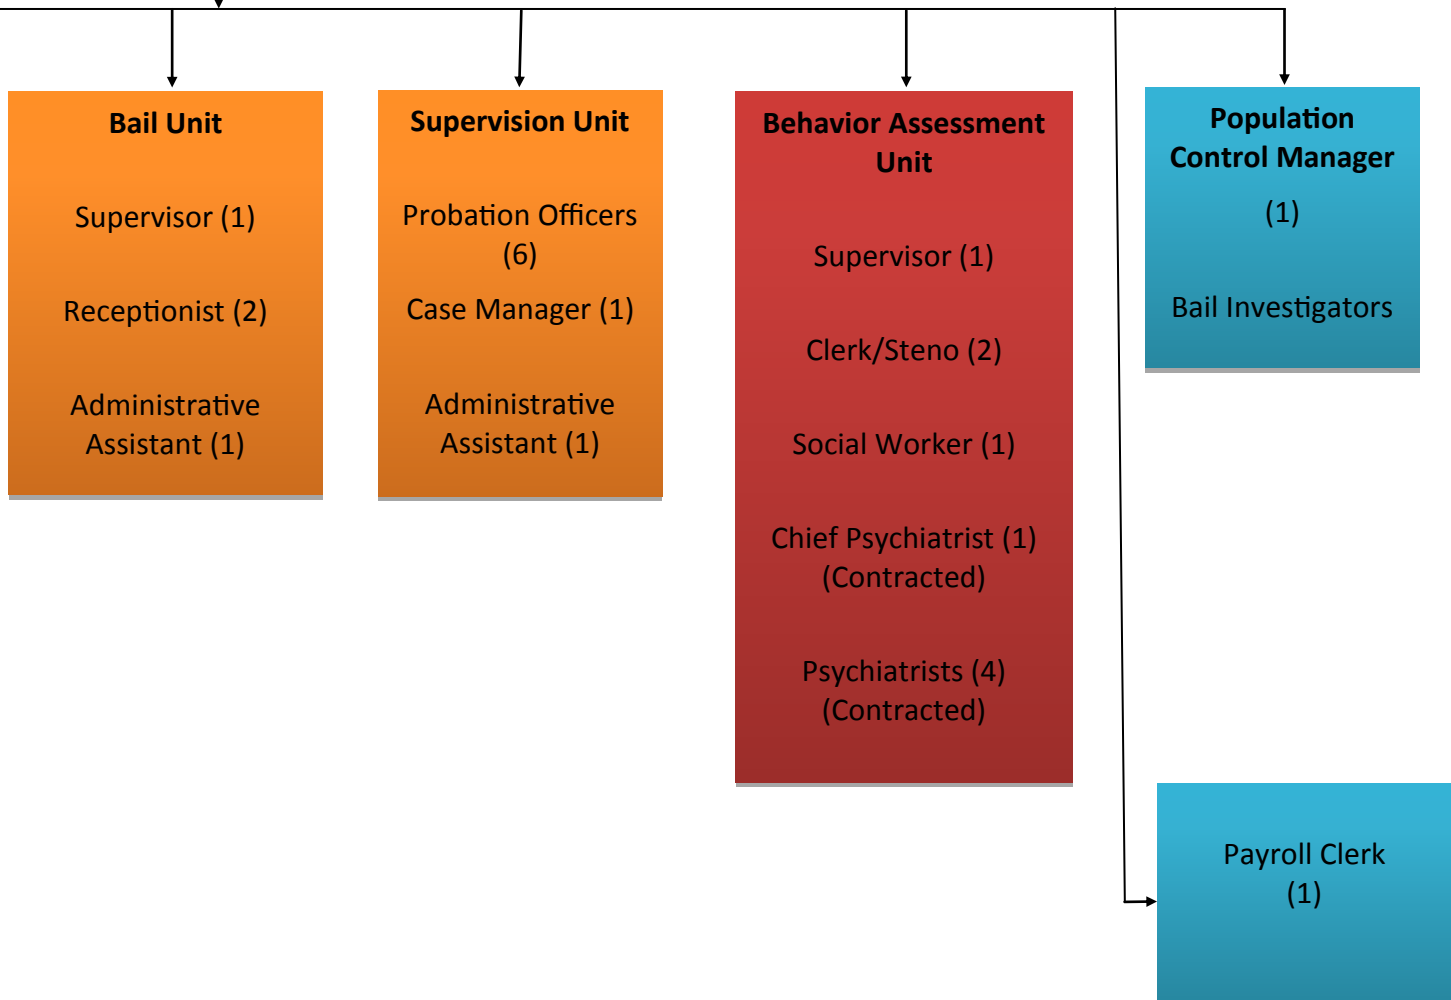 Bail Unit
Supervisor (1)
Receptionist (2)
Administrative
Assistant (1)
Supervision Unit
Probation Officers
(6)
Case Manager (1)
Administrative
Assistant (1)
Behavior Assessment
Unit
Supervisor (1)
Clerk/Steno (2)
Social Worker (1)
Chief Psychiatrist (1)
(Contracted)
Psychiatrists (4)
(Contracted)
Population
Control Manager
(1)
Bail Investigators
Payroll Clerk
(1)